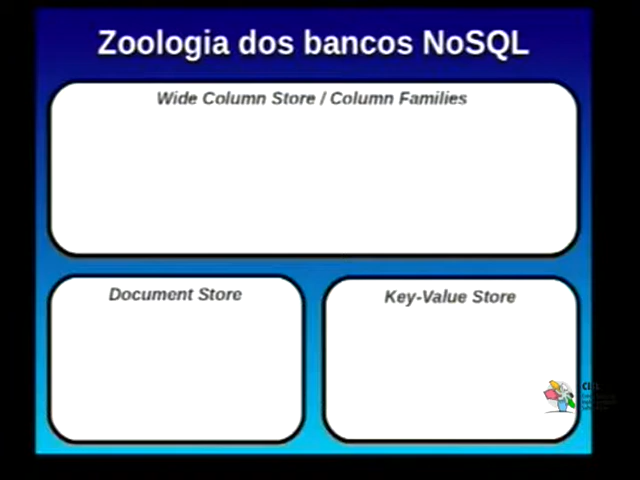 Zoologia dos bancos NoSQL
Wide Column Store / Column Families
Document Store
Key-Value Store